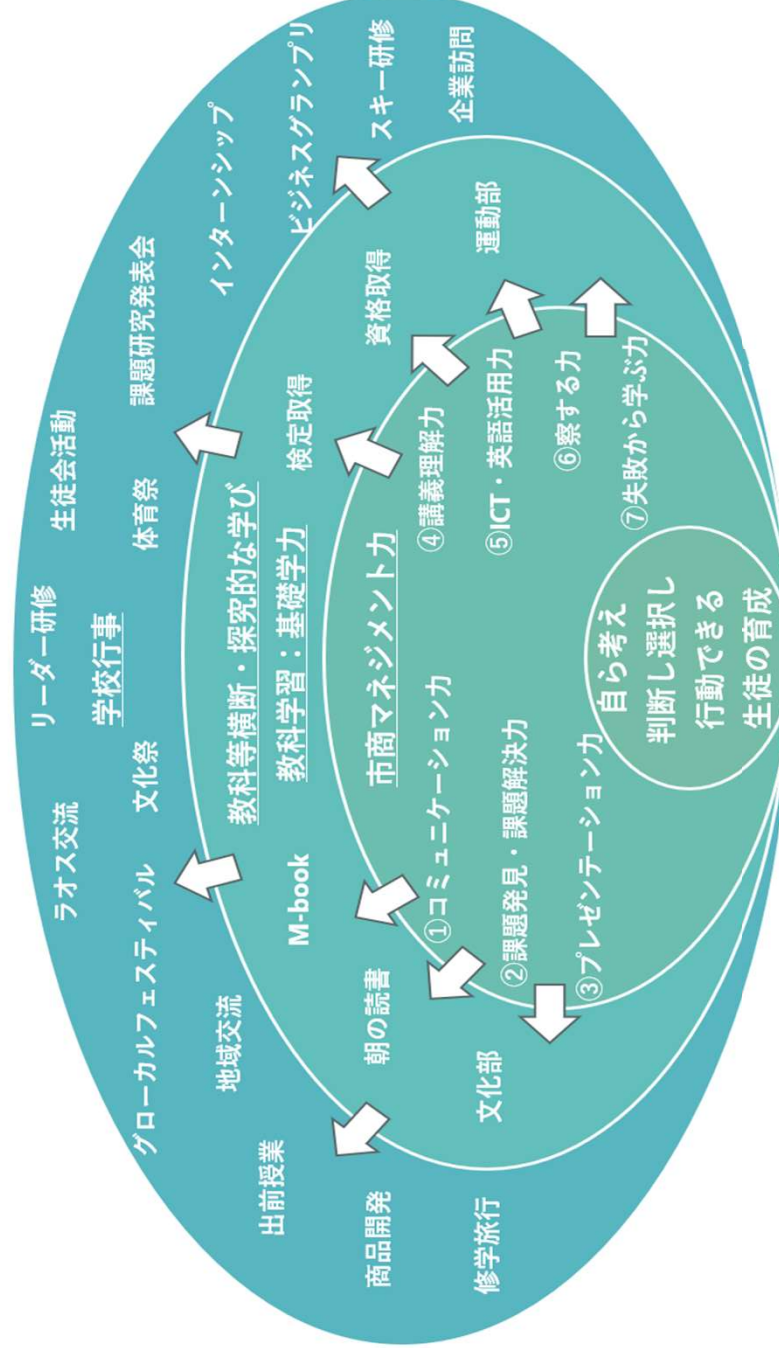 リーダー研修
学校行事
ラオス交流
生徒会活動
文化祭
体育祭
グローカルフェスティバル
課題研究発表会
地域交流
インターンシップ
出前授業
ビジネスグランプリ
商品開発
スキー研修
修学旅行
企業訪問
教科等横断・探究的な学び
教科学習：基礎学力
M-book
検定取得
朝の読書
資格取得
文化部
運動部
市商マネジメント力
①コミュニケーション力
②課題発見・課題解決力
③プレゼンテーション力
④講義理解力
⑤ICT・英語活用力
⑥察する力
⑦失敗から学ぶ力
自ら考え
判断し選択し
行動できる
生徒の育成